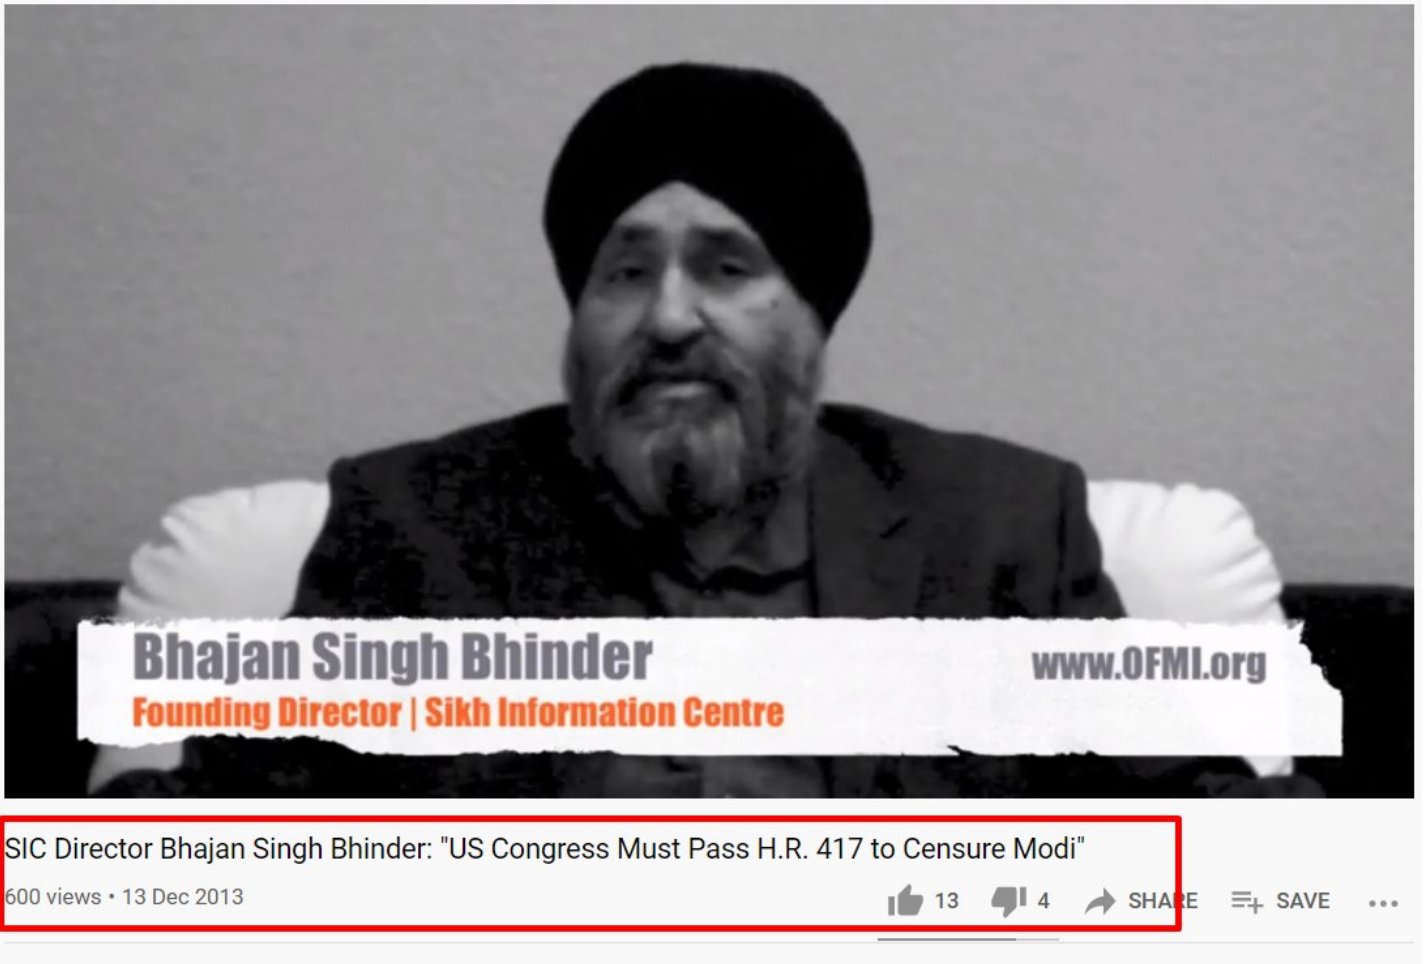 Bhajan Singh Bhinder
www.OFMI.org
Founding Director | Sikh Information Centre
SIC Director Bhajan Singh Bhinder: "US Congress Must Pass H.R. 417 to Censure Modi"
600 views • 13 Dec 2013
13
4
SHARE
SAVE